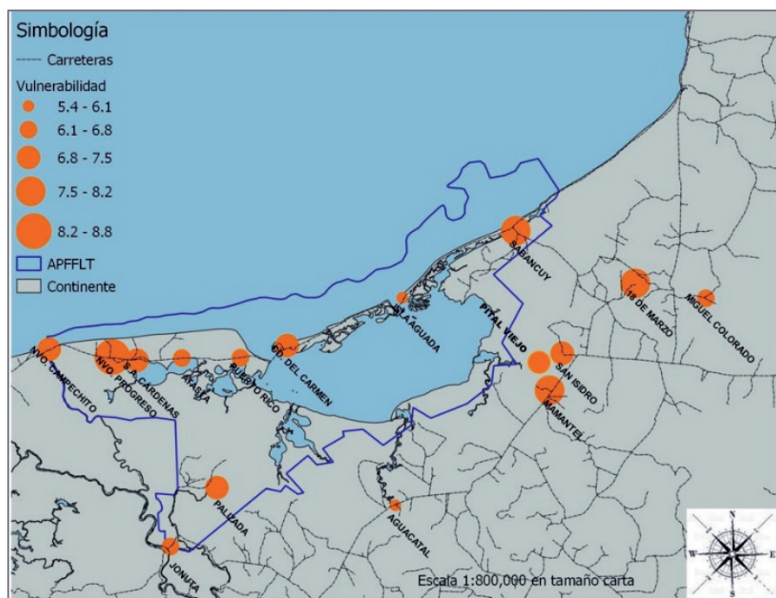 Simbología
Carreteras
Vulnerabilidad
5.4 - 6.1
6.1 - 6.8
6.8 - 7.5
7.5 - 8.2
8.2 - 8.8
APFFLT
Continente
SABANCUY
ISLA AGUADA
18 DE MARZO
MIGUEL COLORADO
PITAL VIEJO
SAN ISIDRO
MAMANTEL
CD. DEL CARMEN
PUERTO RICO
NVO. CAMPECHITO
NVO. PROGRESO
CARDENAS
PALIZADA
AGUACATAL
JONUTA
Escala 1:800,000 en tamaño carta
N
W
E
S